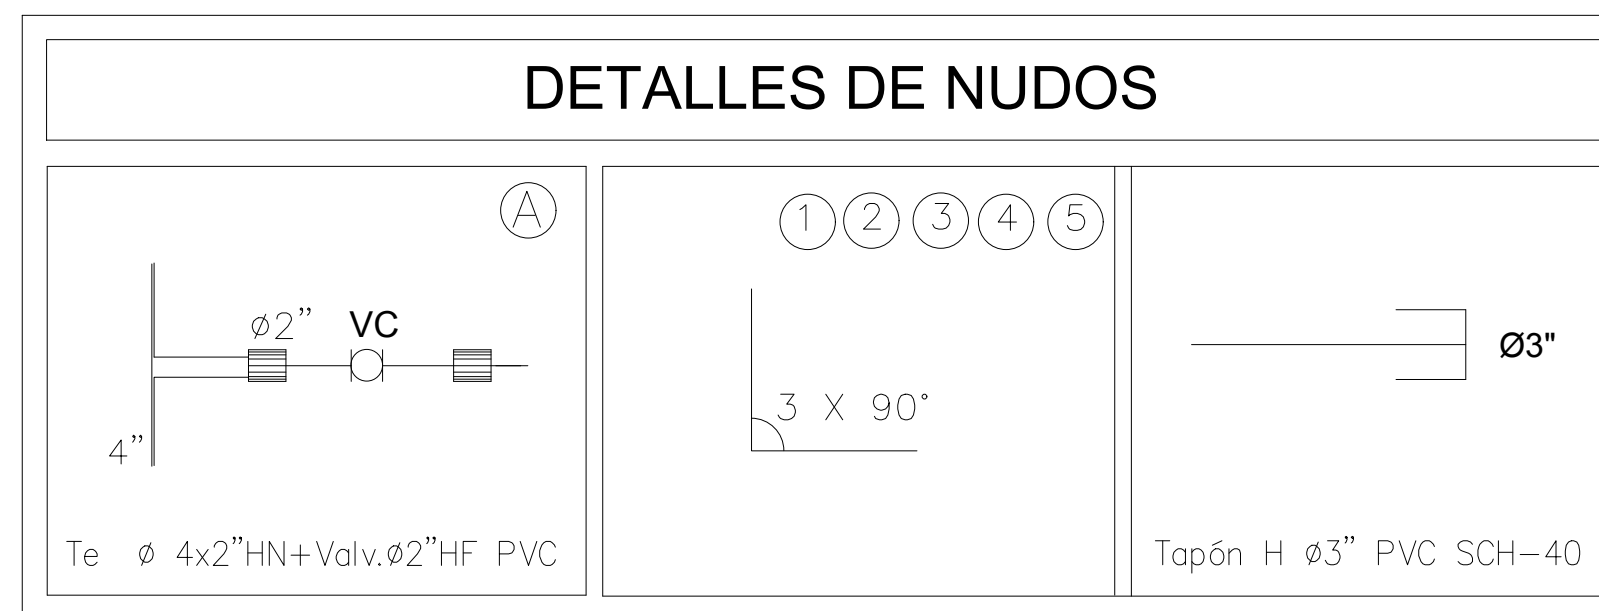 DETALLES DE NUDOS
A
ø2”
VC
4”
Te ø 4x2”HN+Valv.ø2”HF PVC
1 2 3 4 5
3 X 90°
Ø3"
Tapón H ø3” PVC SCH-40